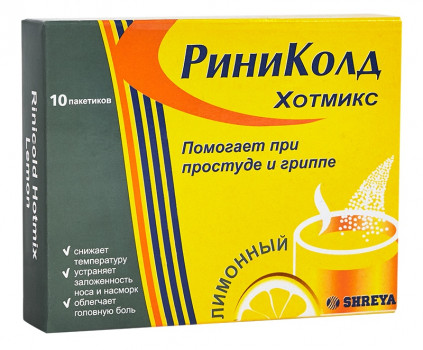 РиниКолд
Хотмикс
Помогает при
простуде и гриппе
ЛИМОННЫЙ
SHREYA
10 пакетиков
Rinicold Hotmix
Lemon
✓ снижает
температуру
✓ устраняет
заложенность
носа и насморк
✓ облегчает
головную боль